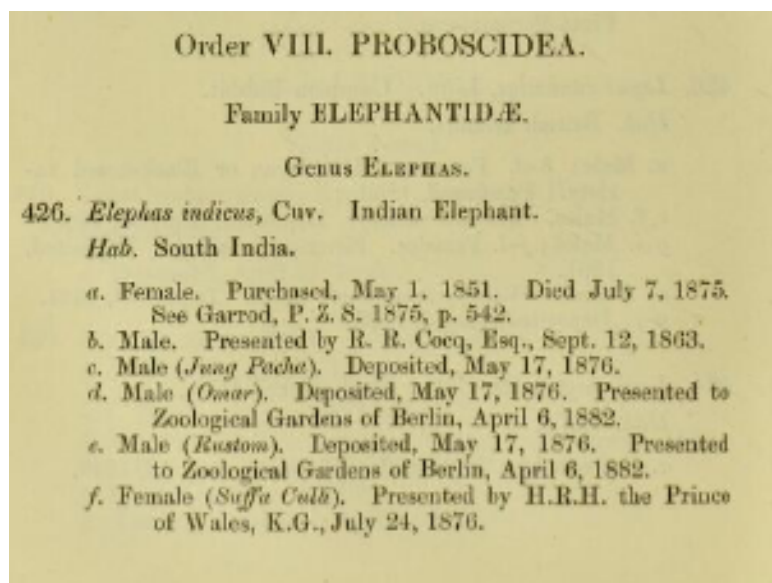 Order VIII. PROBOSCIDEA.
Family ELEPHANTIDÆ.
Genus ELEPHAS.
426. Elephas indicus, Cuv. Indian Elephant.
Hab. South India.
a. Female. Purchased, May 1, 1851. Died July 7, 1875.
See Garrod, P. Z. S. 1875, p. 542.
b. Male. Presented by R. R. Cocq, Esq., Sept. 12, 1863.
c. Male (Jung Pacha). Deposited, May 17, 1876.
d. Male (Omar). Deposited, May 17, 1876. Presented to
Zoological Gardens of Berlin, April 6, 1882.
e. Male (Rustom). Deposited, May 17, 1876. Presented
to Zoological Gardens of Berlin, April 6, 1882.
f. Female (Suffa Culli). Presented by H.R.H. the Prince
of Wales, K.G., July 24, 1876.